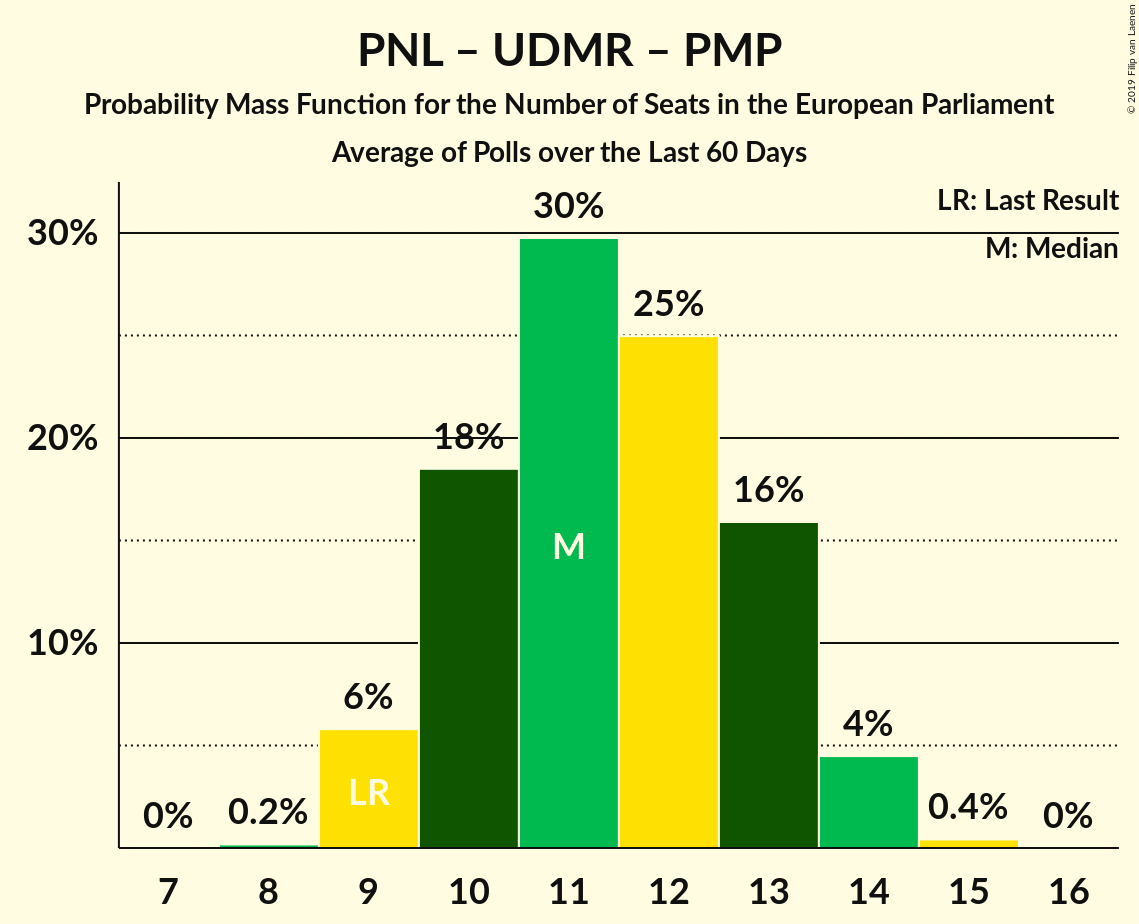 PNL – UDMR – PMP
Probability Mass Function for the Number of Seats in the European Parliament
Average of Polls over the Last 60 Days
© 2019 Filip van Laenen
LR: Last Result
M: Median
30%
20%
10%
0%
0.2%
6%
18%
30%
25%
16%
4%
0.4%
0%
LR
M
7 8 9 10 11 12 13 14 15 16